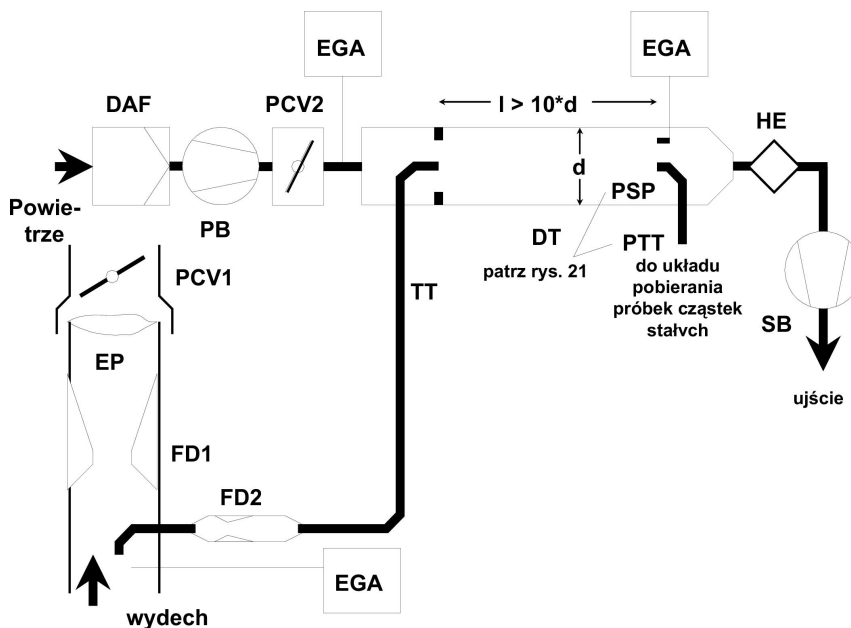 EGA
EGA
DAF
PCV2
l > 10*d
HE
d
Powie-
trze
PB
PSP
DT
PTT
PCV1
patrz rys. 21
do układu
pobierania
próbek cząstek
stałvch
TT
SB
EP
ujście
FD1
FD2
EGA
wydech